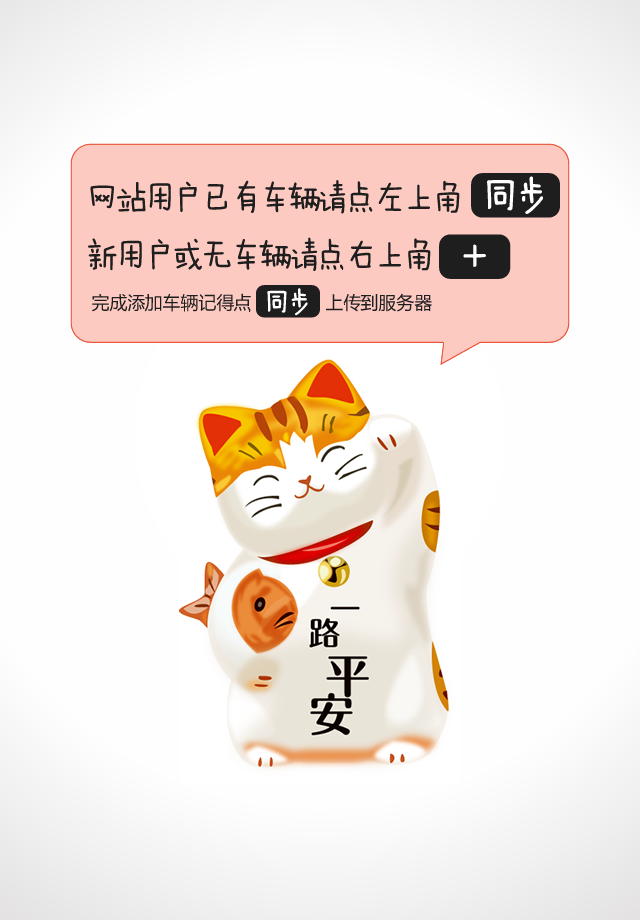 网站用户已有车辆请点左上角 同步
新用户或无车辆请点右上角 +
完成添加车辆记得点 同步 上传到服务器
一
路
平
安